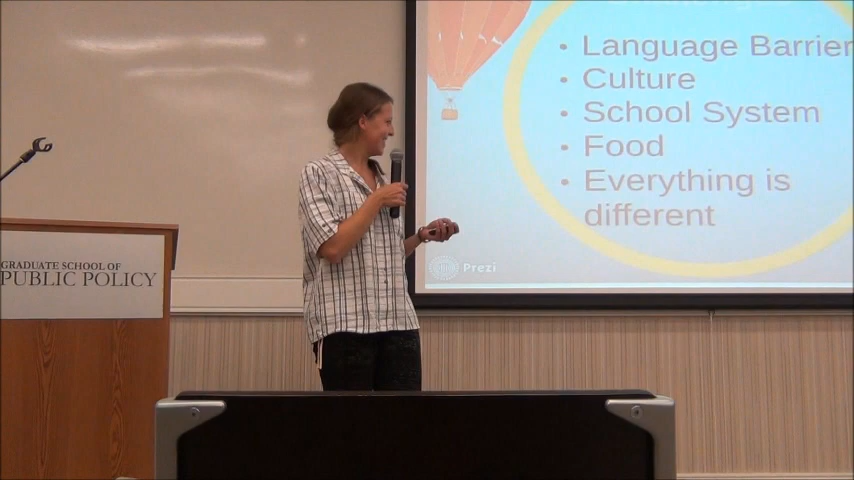 • Language Barrier
• Culture
• School System
• Food
• Everything is
different
Prezi
GRADUATE SCHOOL OF
PUBLIC POLICY